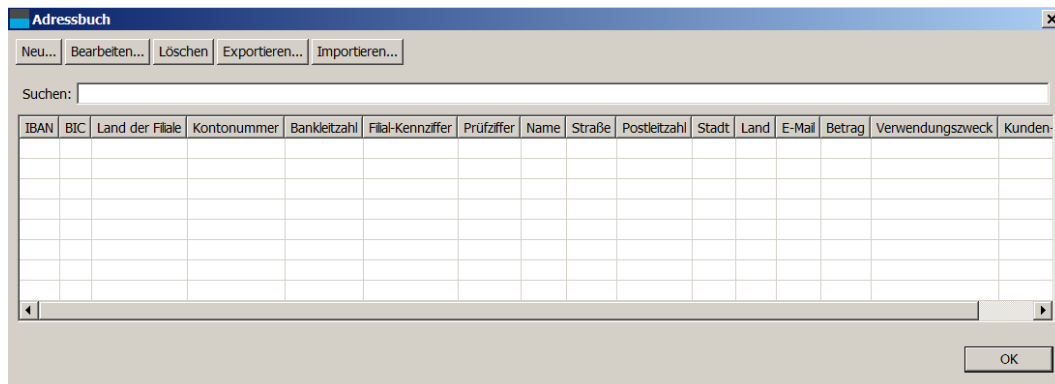 Adressbuch
Neu... Bearbeiten... Löschen Exportieren... Importieren...
Suchen:
IBAN BIC Land der Filiale Kontonummer Bankleitzahl Filial-Kennziffer Prüfziffer Name Straße Postleitzahl Stadt Land E-Mail Betrag Verwendungszweck Kunden-
OK